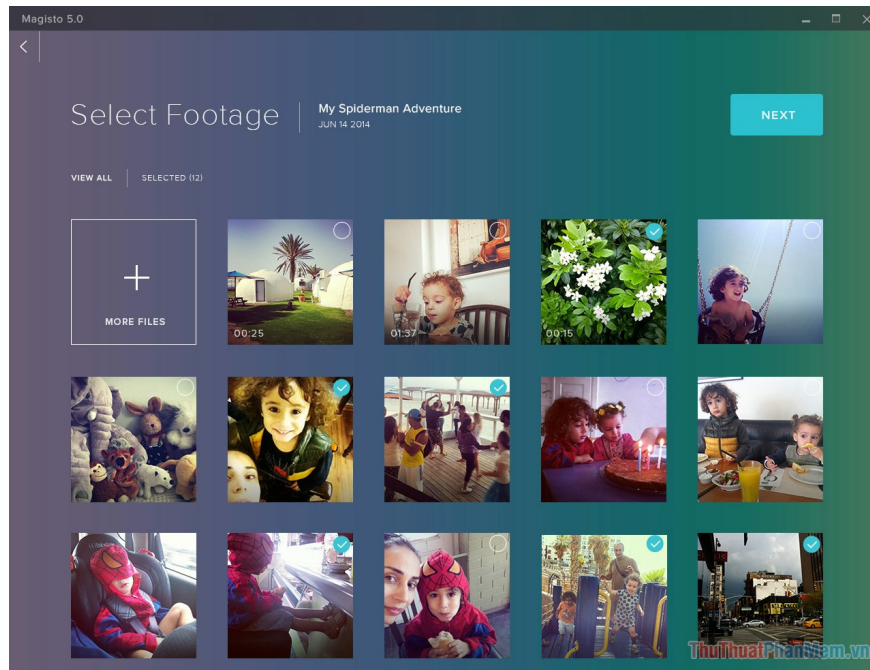 Magisto 5.0
Select Footage
My Spiderman Adventure
JUN 14 2014
NEXT
VIEW ALL
SELECTED (12)
MORE FILES
00:25
01:37
00:15
ThuThuatPhanMem.vn